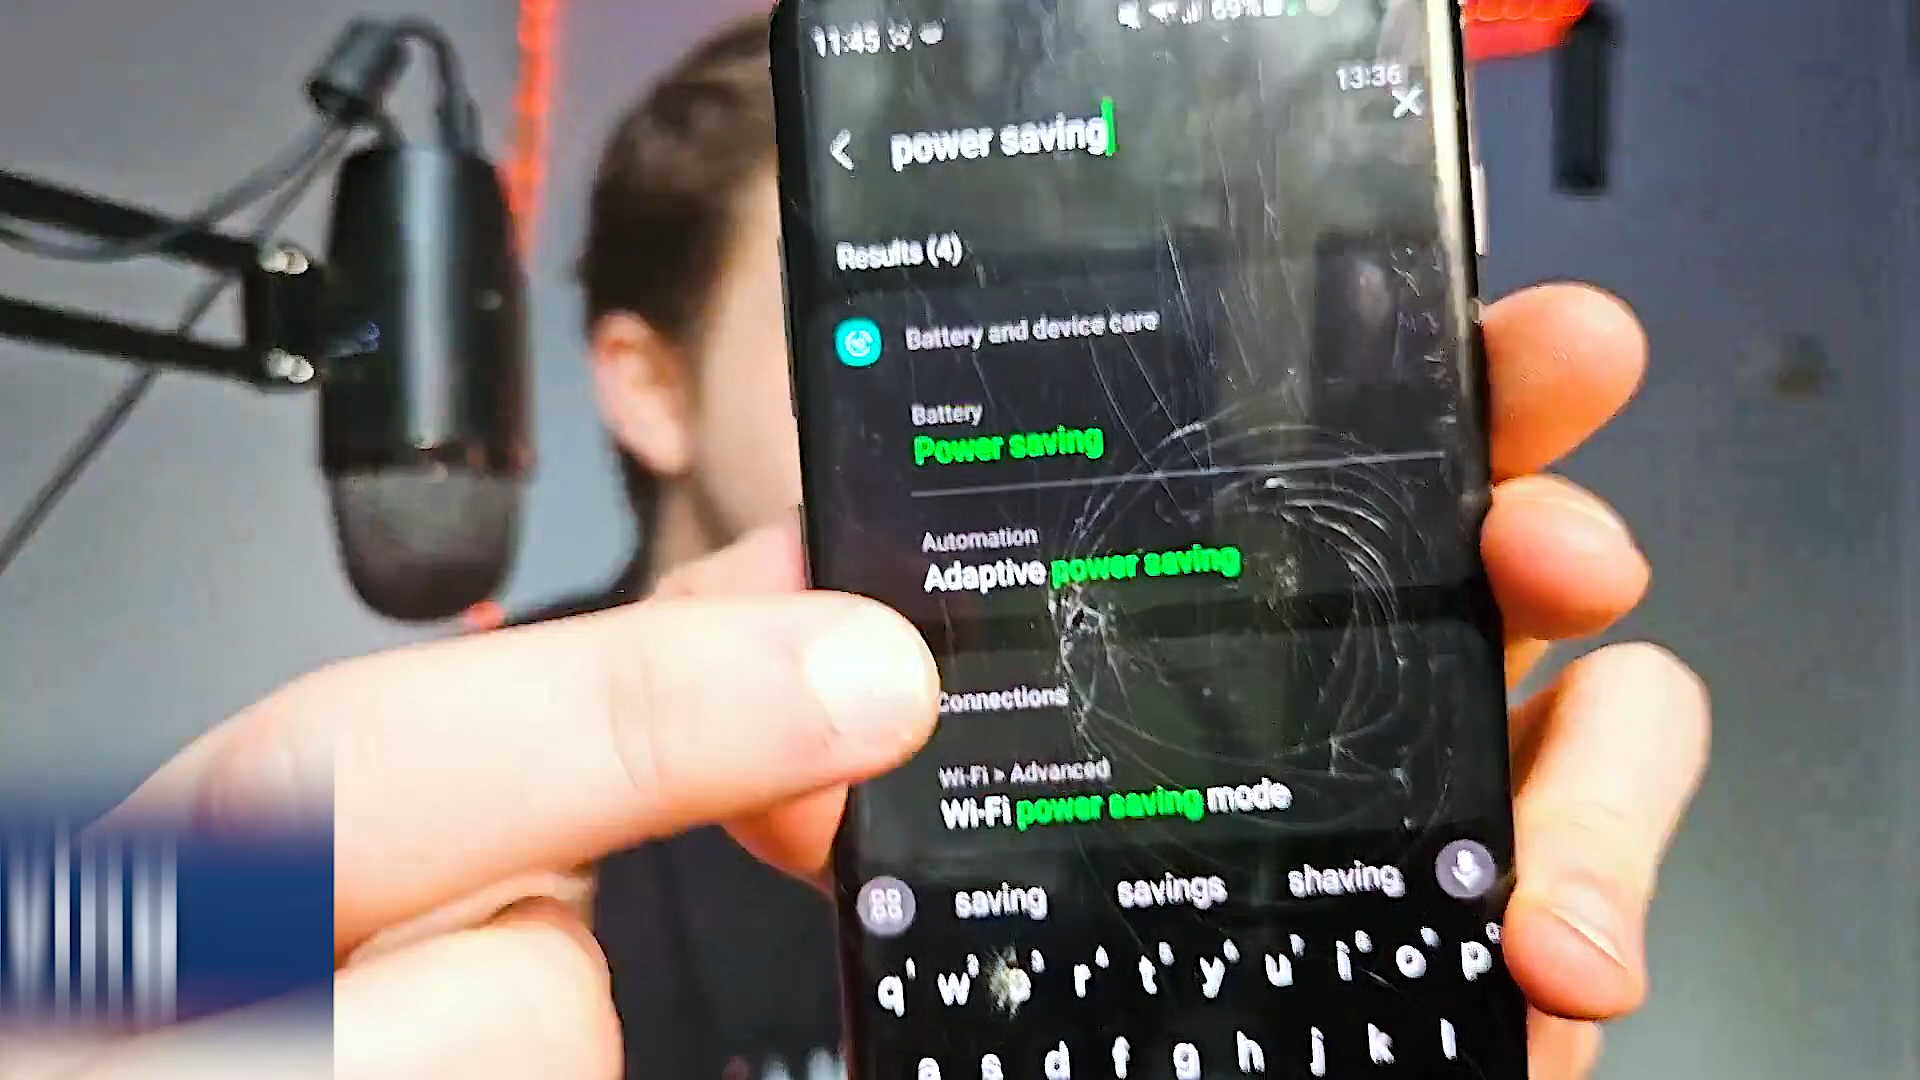 11:45
69%
13:36
power saving
Results (4)
Battery and device care
Battery
Power saving
Automation
Adaptive power saving
Connections
Wi-Fi > Advanced
Wi-Fi power saving mode
saving savings shaving
q w e r t y u i o p
a s d f g h j k l